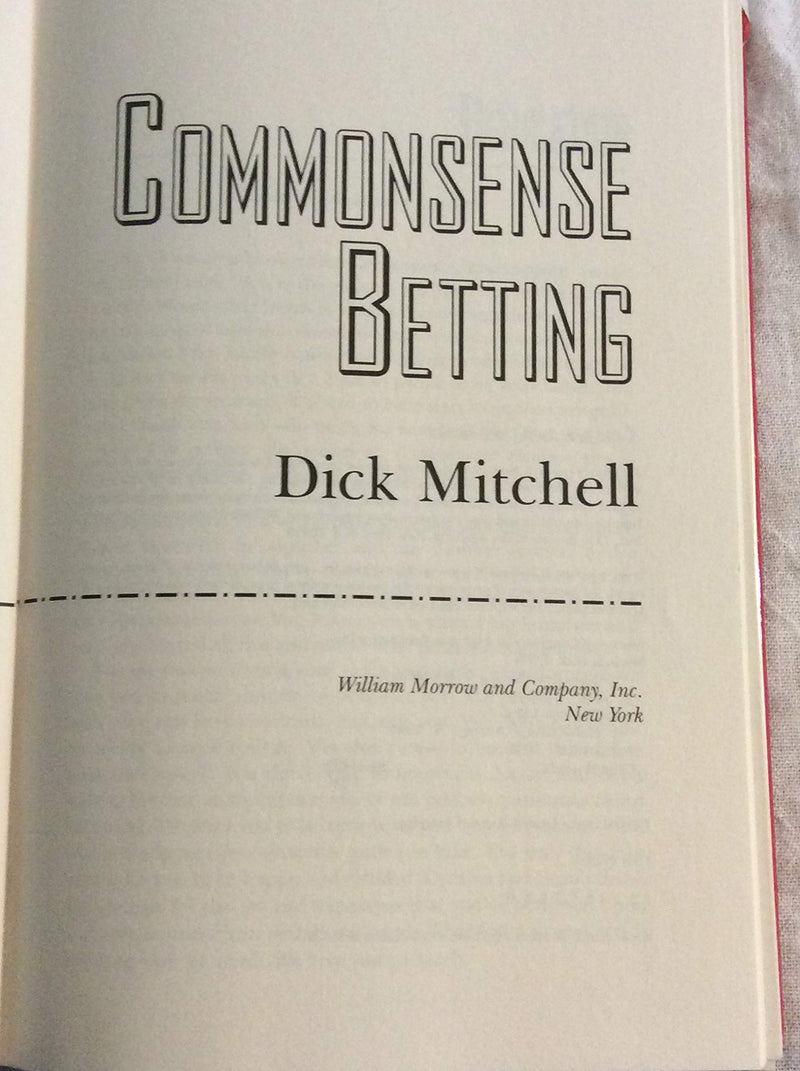 COMMONSENSE
BETTING
Dick Mitchell
William Morrow and Company, Inc.
New York